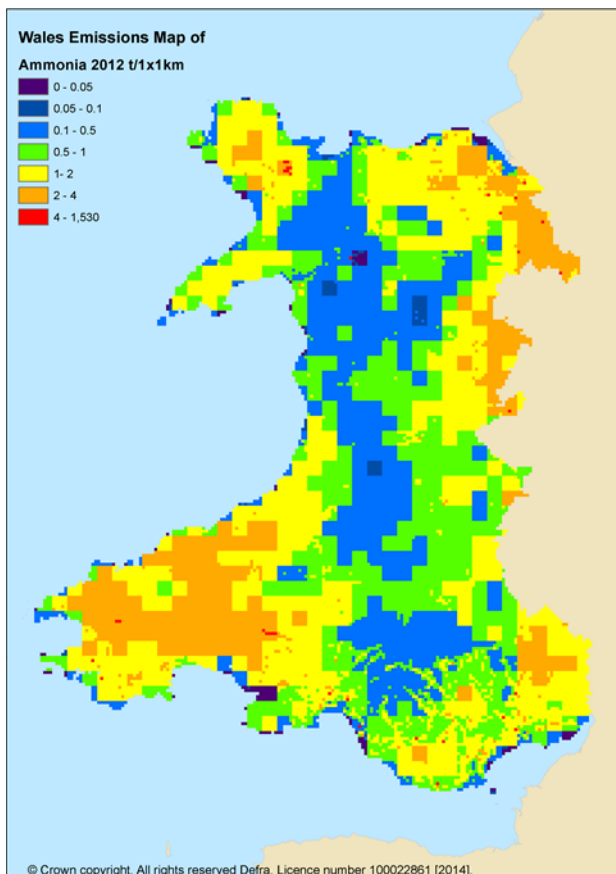 Wales Emissions Map of
Ammonia 2012 t/1x1km
0 - 0.05
0.05 - 0.1
0.1 - 0.5
0.5 - 1
1- 2
2 - 4
4 - 1,530
© Crown copyright. All rights reserved Defra. Licence number 100022861 [2014].